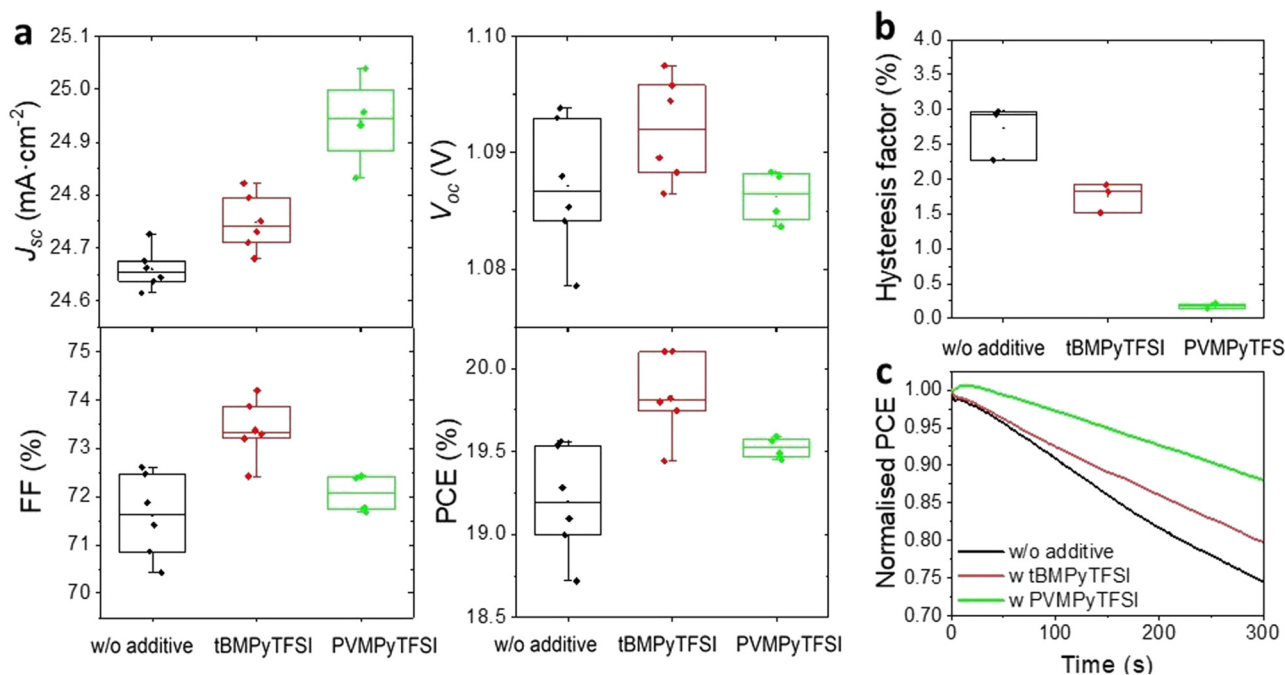 a
25.1
25.0
24.9
24.8
24.7
24.6
Jsc (mA·cm-2)
1.10
1.09
1.08
Voc (V)
75
74
73
72
71
70
FF (%)
w/o additive
tBMPyTFSI
PVMPyTFSI
20.0
19.5
19.0
18.5
PCE (%)
w/o additive
tBMPyTFSI
PVMPyTFSI
b
4.0
3.5
3.0
2.5
2.0
1.5
1.0
0.5
0.0
Hysteresis factor (%)
w/o additive
tBMPyTFSI
PVMPyTFS
c
1.00
0.95
0.90
0.85
0.80
0.75
0.70
Normalised PCE
w/o additive
w tBMPyTFSI
w PVMPyTFSI
0
100
200
300
Time (s)